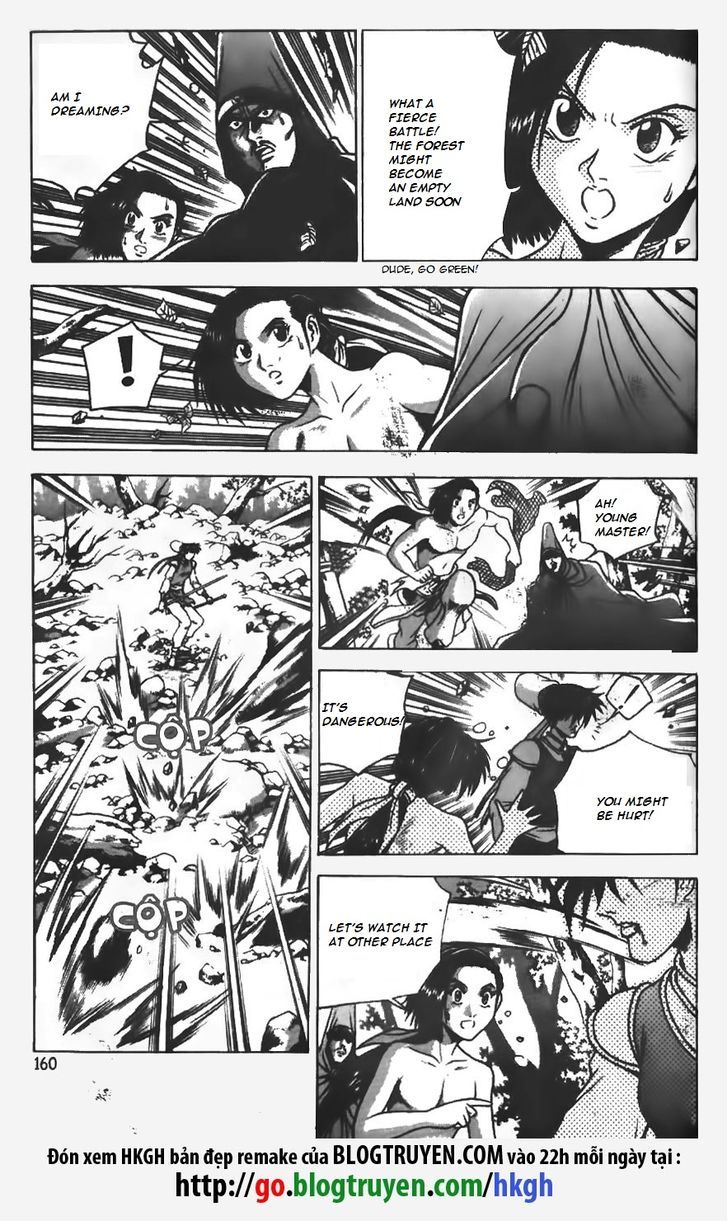 AM I
DREAMING?
WHAT A
FIERCE
BATTLE!
THE FOREST
MIGHT
BECOME
AN EMPTY
LAND SOON
DUDE, GO GREEN!
!
CỘP
CỘP
AH!
YOUNG
MASTER!
IT'S
DANGEROUS!
!
YOU MIGHT
BE HURT!
LET'S WATCH IT
AT OTHER PLACE
160
Đón xem HKGH bản đẹp remake của BLOGTRUYEN.COM vào 22h mỗi ngày tại :
http://go.blogtruyen.com/hkgh